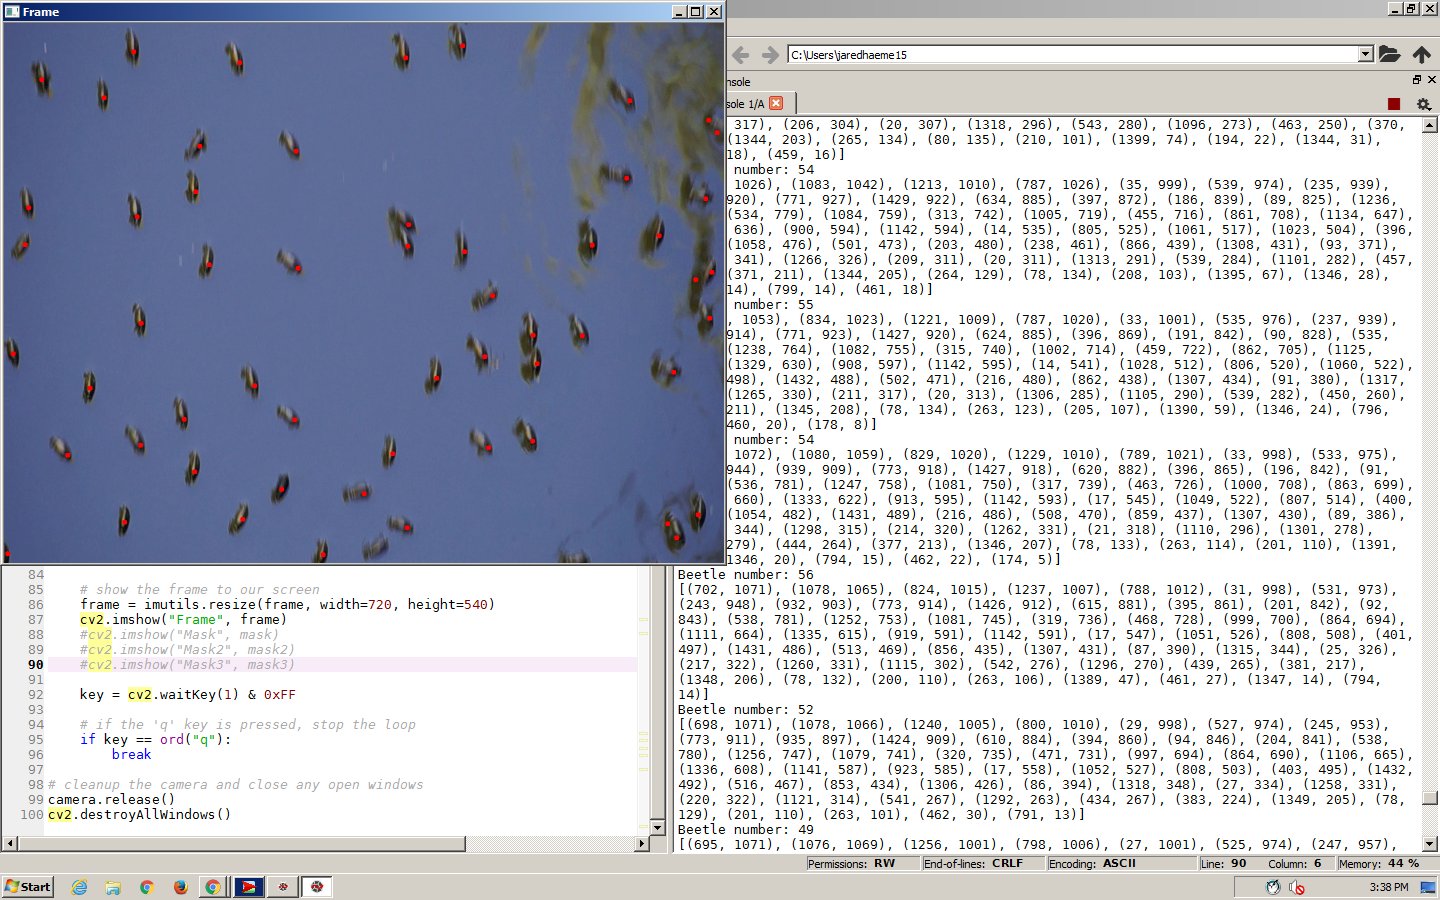 Frame
C:\Users\jaredhaeme15
nsole
sole 1/A
317), (206, 304), (20, 307), (1318, 296), (543, 280), (1096, 273), (463, 250), (370,
(1344, 203), (265, 134), (80, 135), (210, 101), (1399, 74), (194, 22), (1344, 31),
18), (459, 16)]
number: 54
1026), (1083, 1042), (1213, 1010), (787, 1026), (35, 999), (539, 974), (235, 939),
920), (771, 927), (1429, 922), (634, 885), (397, 872), (186, 839), (89, 825), (1236,
(534, 779), (1084, 759), (313, 742), (1005, 719), (455, 716), (861, 708), (1134, 647),
636), (900, 594), (1142, 594), (14, 535), (805, 525), (1061, 517), (1023, 504), (396,
(1058, 476), (501, 473), (203, 480), (238, 461), (866, 439), (1308, 431), (93, 371),
341), (1266, 326), (209, 311), (20, 311), (1313, 291), (539, 284), (1101, 282), (457,
(371, 211), (1344, 205), (264, 129), (78, 134), (208, 103), (1395, 67), (1346, 28),
14), (799, 14), (461, 18)]
number: 55
, 1053), (834, 1023), (1221, 1009), (787, 1020), (33, 1001), (535, 976), (237, 939),
914), (771, 923), (1427, 920), (624, 885), (396, 869), (191, 842), (90, 828), (535,
(1238, 764), (1082, 755), (315, 740), (1002, 714), (459, 722), (862, 705), (1125,
(1329, 630), (908, 597), (1142, 595), (14, 541), (1028, 512), (806, 520), (1060, 522),
498), (1432, 488), (502, 471), (216, 480), (862, 438), (1307, 434), (91, 380), (1317,
(1265, 330), (211, 317), (20, 313), (1306, 285), (1105, 290), (539, 282), (450, 260),
211), (1345, 208), (78, 134), (263, 123), (205, 107), (1390, 59), (1346, 24), (796,
460, 20), (178, 8)]
number: 54
1072), (1080, 1059), (829, 1020), (1229, 1010), (789, 1021), (33, 998), (533, 975),
944), (939, 909), (773, 918), (1427, 918), (620, 882), (396, 865), (196, 842), (91,
(536, 781), (1247, 758), (1081, 750), (317, 739), (463, 726), (1000, 708), (863, 699),
660), (1333, 622), (913, 595), (1142, 593), (17, 545), (1049, 522), (807, 514), (400,
(1054, 482), (1431, 489), (216, 486), (508, 470), (859, 437), (1307, 430), (89, 386),
344), (1298, 315), (214, 320), (1262, 331), (21, 318), (1110, 296), (1301, 278),
279), (444, 264), (377, 213), (1346, 207), (78, 133), (263, 114), (201, 110), (1391,
1346, 20), (794, 15), (462, 22), (174, 5)]
Beetle number: 56
[(702, 1071), (1078, 1065), (824, 1015), (1237, 1007), (788, 1012), (31, 998), (531, 973),
(243, 948), (932, 903), (773, 914), (1426, 912), (615, 881), (395, 861), (201, 842), (92,
843), (538, 781), (1252, 753), (1081, 745), (319, 736), (468, 728), (999, 700), (864, 694),
(1111, 664), (1335, 615), (919, 591), (1142, 591), (17, 547), (1051, 526), (808, 508), (401,
497), (1431, 486), (513, 469), (856, 435), (1307, 431), (87, 390), (1315, 344), (25, 326),
(217, 322), (1260, 331), (1115, 302), (542, 276), (1296, 270), (439, 265), (381, 217),
(1348, 206), (78, 132), (200, 110), (263, 106), (1389, 47), (461, 27), (1347, 14), (794,
14)]
Beetle number: 52
[(698, 1071), (1078, 1066), (1240, 1005), (800, 1010), (29, 998), (527, 974), (245, 953),
(773, 911), (935, 897), (1424, 909), (610, 884), (394, 860), (94, 846), (204, 841), (538,
780), (1256, 747), (1079, 741), (320, 735), (471, 731), (997, 694), (864, 690), (1106, 665),
(1336, 608), (1141, 587), (923, 585), (17, 558), (1052, 527), (808, 503), (403, 495), (1432,
492), (516, 467), (853, 434), (1306, 426), (86, 394), (1318, 348), (27, 334), (1258, 331),
(220, 322), (1121, 314), (541, 267), (1292, 263), (434, 267), (383, 224), (1349, 205), (78,
129), (201, 110), (263, 101), (462, 30), (791, 13)]
Beetle number: 49
[(695, 1071), (1076, 1069), (1256, 1001), (798, 1006), (27, 1001), (525, 974), (247, 957),
84
85 # show the frame to our screen
86 frame = imutils.resize(frame, width=720, height=540)
87 cv2.imshow("Frame", frame)
88 #cv2.imshow("Mask", mask)
89 #cv2.imshow("Mask2", mask2)
90 #cv2.imshow("Mask3", mask3)
91
92 key = cv2.waitKey(1) & 0xFF
93
94 # if the 'q' key is pressed, stop the loop
95 if key == ord("q"):
96 break
97
98 # cleanup the camera and close any open windows
99 camera.release()
100 cv2.destroyAllWindows()
Permissions: RW End-of-lines: CRLF Encoding: ASCII Line: 90 Column: 6 Memory: 44 %
Start 3:38 PM